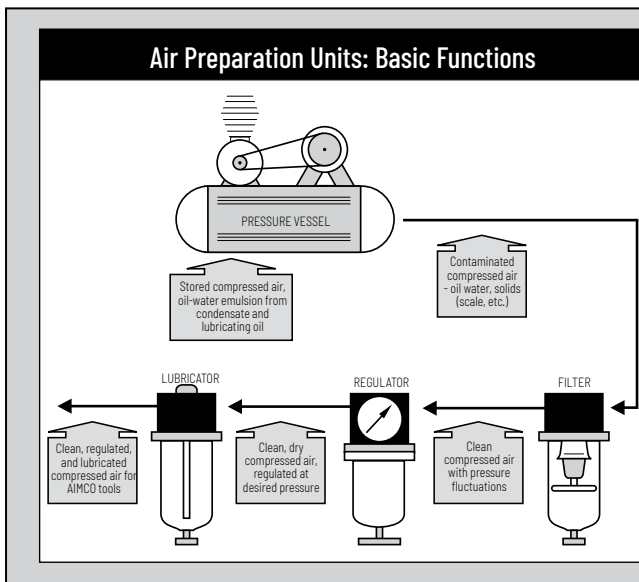 Air Preparation Units: Basic Functions
PRESSURE VESSEL
Stored compressed air,
oil-water emulsion from
condensate and
lubricating oil
Contaminated
compressed air
- oil water, solids
(scale, etc.)
LUBRICATOR
REGULATOR
FILTER
Clean, regulated,
and lubricated
compressed air for
AIMCO tools
Clean, dry
compressed air,
regulated at
desired pressure
Clean
compressed air
with pressure
fluctuations